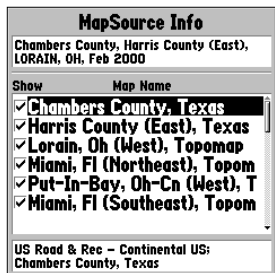 MapSource Info
Chambers County, Harris County (East),
LORAIN, OH, Feb 2000
Show Map Name
Chambers County, Texas
Harris County (East), Texas
Lorain, Oh (West), Topomap
Miami, Fl (Northeast), Topom
Put-In-Bay, Oh-Cn (West), T
Miami, Fl (Southeast), Topom
US Road & Rec - Continental US;
Chambers County, Texas